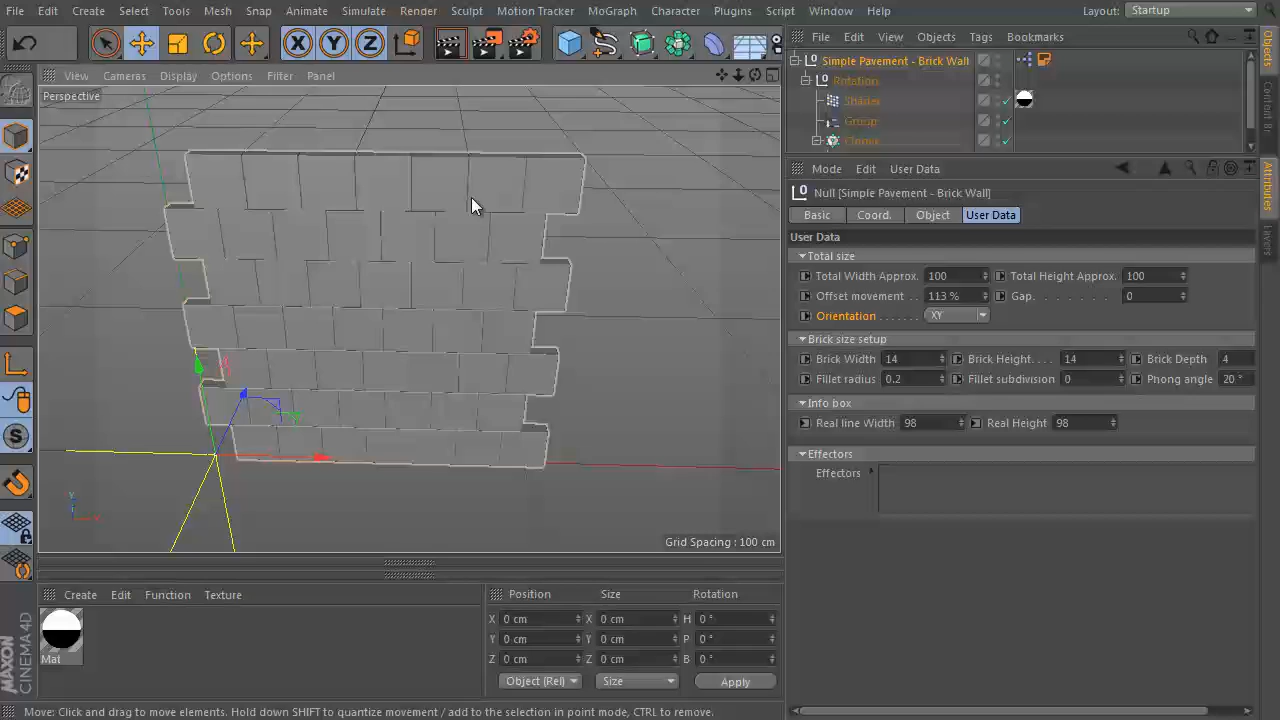 File Edit Create Select Tools Mesh Snap Animate Simulate Render Sculpt Motion Tracker MoGraph Character Plugins Script Window Help Layout: Startup
X Y Z
File Edit View Objects Tags Bookmarks
View Cameras Display Options Filter Panel
Perspective
Simple Pavement - Brick Wall
Rotation
Shader
Group
Mode Edit User Data
Null [Simple Pavement - Brick Wall]
Basic Coord. Object User Data
User Data
Total size
Total Width Approx. 100 Total Height Approx. 100
Offset movement . . 113 % Gap. . . . . . . 0
Orientation . . . . . . . XY
Brick size setup
Brick Width 14 Brick Height. . . . 14 Brick Depth 4
Fillet radius 0.2 Fillet subdivision 0 Phong angle 20 °
Info box
Real line Width 98 Real Height 98
Effectors
Effectors
Y
X
Grid Spacing : 100 cm
Create Edit Function Texture
Mat
Position Size Rotation
X 0 cm X 0 cm H 0 °
Y 0 cm Y 0 cm P 0 °
Z 0 cm Z 0 cm B 0 °
Object (Rel) Size Apply
MAXON
CINEMA 4D
Objects
Content Br
Attributes
Layers
Move: Click and drag to move elements. Hold down SHIFT to quantize movement / add to the selection in point mode, CTRL to remove.